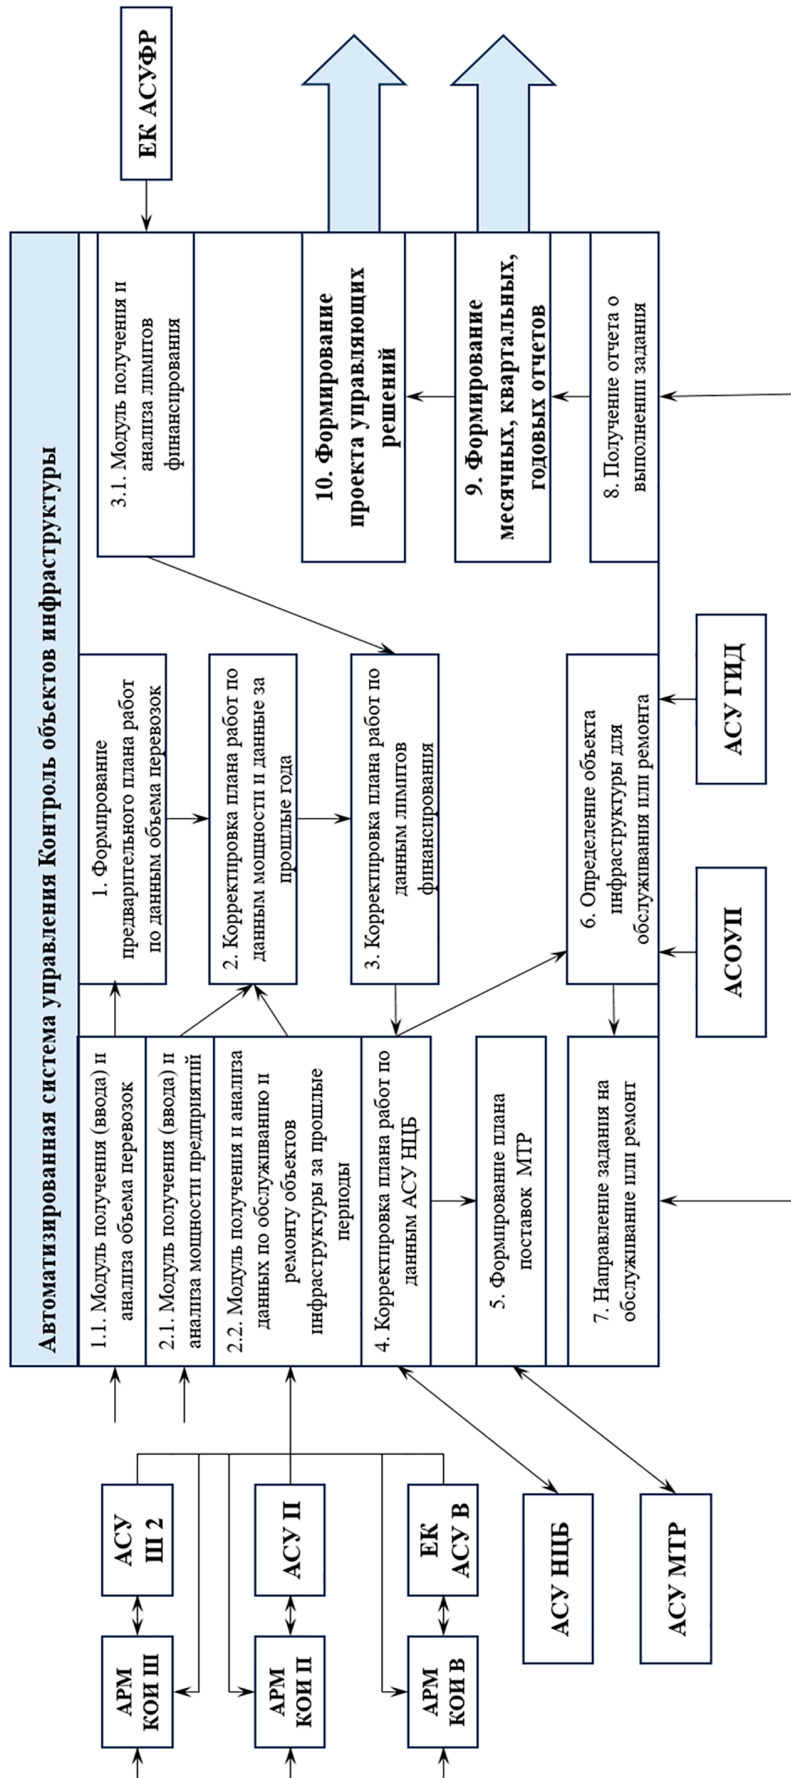 Автоматизированная система управления Контроль объектов инфраструктуры
1.1. Модуль получения (ввода) и
анализа объема перевозок
2.1. Модуль получения (ввода) и
анализа мощности предприятий
2.2. Модуль получения и анализа
данных по обслуживанию и
ремонту объектов
инфраструктуры за прошлые
периоды
4. Корректировка плана работ по
данным АСУ НЦБ
5. Формирование плана
поставок МТР
7. Направление задания на
обслуживание или ремонт
1. Формирование
предварительного плана работ
по данным объема перевозок
2. Корректировка плана работ по
данным мощности и данные за
прошлые года
3. Корректировка плана работ по
данным лимитов
финансирования
6. Определение объекта
инфраструктуры для
обслуживания или ремонта
3.1. Модуль получения и
анализа лимитов
финансирования
10. Формирование
проекта управляющих
решений
9. Формирование
месячных, квартальных,
годовых отчетов
8. Получение отчета о
выполнении задания
ЕК АСУФР
АРМ
КОИ Ш
АСУ
Ш 2
АРМ
КОИ П
АСУ П
АРМ
КОИ В
ЕК
АСУ В
АСУ НЦБ
АСУ МТР
АСОУП
АСУ ГИД